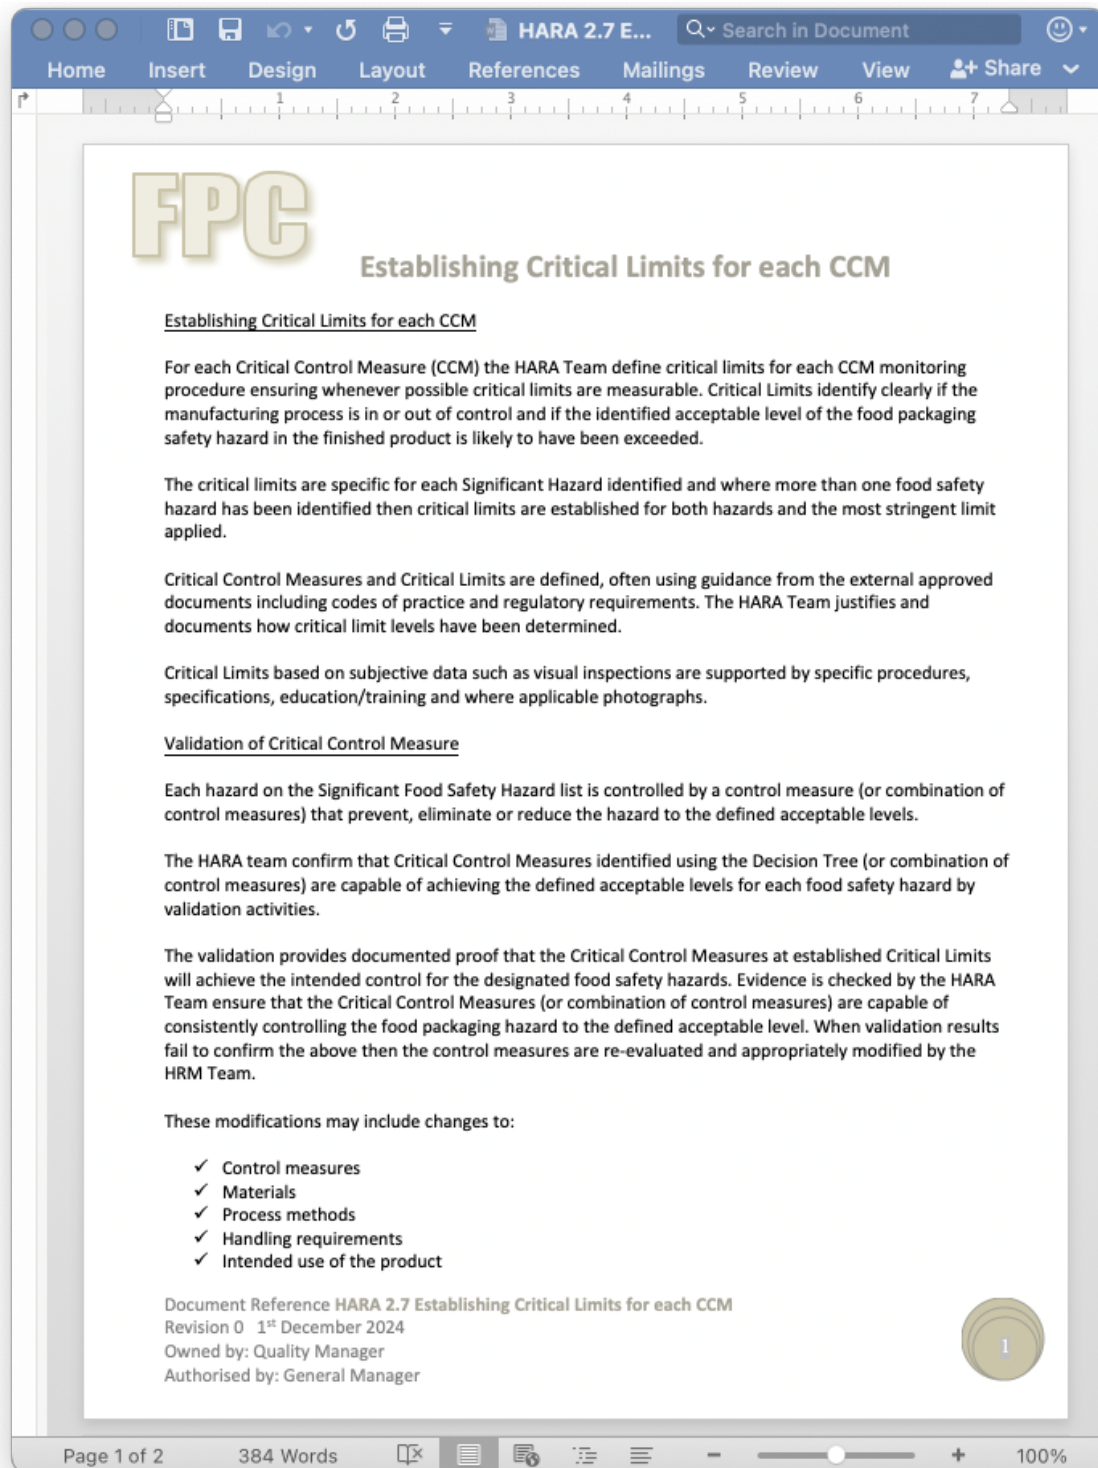 HARA 2.7 E...
Search in Document
Home Insert Design Layout References Mailings Review View Share
1 2 3 4 5 6 7
FPC
Establishing Critical Limits for each CCM
Establishing Critical Limits for each CCM
For each Critical Control Measure (CCM) the HARA Team define critical limits for each CCM monitoring
procedure ensuring whenever possible critical limits are measurable. Critical Limits identify clearly if the
manufacturing process is in or out of control and if the identified acceptable level of the food packaging
safety hazard in the finished product is likely to have been exceeded.
The critical limits are specific for each Significant Hazard identified and where more than one food safety
hazard has been identified then critical limits are established for both hazards and the most stringent limit
applied.
Critical Control Measures and Critical Limits are defined, often using guidance from the external approved
documents including codes of practice and regulatory requirements. The HARA Team justifies and
documents how critical limit levels have been determined.
Critical Limits based on subjective data such as visual inspections are supported by specific procedures,
specifications, education/training and where applicable photographs.
Validation of Critical Control Measure
Each hazard on the Significant Food Safety Hazard list is controlled by a control measure (or combination of
control measures) that prevent, eliminate or reduce the hazard to the defined acceptable levels.
The HARA team confirm that Critical Control Measures identified using the Decision Tree (or combination of
control measures) are capable of achieving the defined acceptable levels for each food safety hazard by
validation activities.
The validation provides documented proof that the Critical Control Measures at established Critical Limits
will achieve the intended control for the designated food safety hazards. Evidence is checked by the HARA
Team ensure that the Critical Control Measures (or combination of control measures) are capable of
consistently controlling the food packaging hazard to the defined acceptable level. When validation results
fail to confirm the above then the control measures are re-evaluated and appropriately modified by the
HRM Team.
These modifications may include changes to:
✓ Control measures
✓ Materials
✓ Process methods
✓ Handling requirements
✓ Intended use of the product
Document Reference HARA 2.7 Establishing Critical Limits for each CCM
Revision 0 1st December 2024
Owned by: Quality Manager
Authorised by: General Manager
1
Page 1 of 2 384 Words 100%